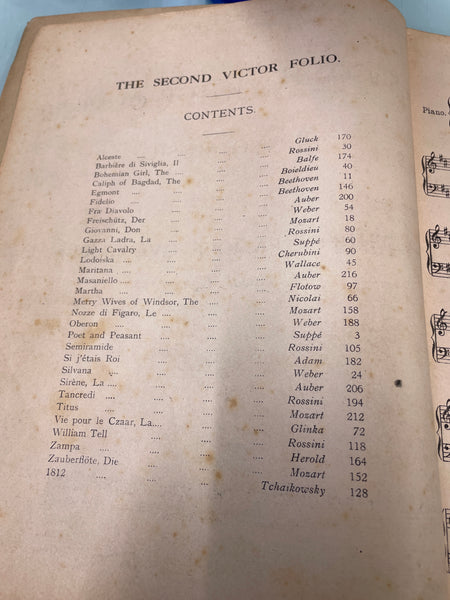 THE SECOND VICTOR FOLIO.
CONTENTS.
Alceste .... .... .... .... Gluck 170
Barbière di Siviglia, Il .... .... Rossini 30
Bohemian Girl, The .... .... .... Balfe 174
Caliph of Bagdad, The .... .... Boieldieu 40
Egmont .... .... .... .... Beethoven 11
Fidelio .... .... .... .... Beethoven 146
Fra Diavolo .... .... .... Auber 200
Freischütz, Der .... .... .... Weber 54
Giovanni, Don .... .... .... Mozart 18
Gazza Ladra, La .... .... .... Rossini 80
Light Cavalry .... .... .... Suppé 60
Lodoiska .... .... .... .... Cherubini 90
Maritana .... .... .... .... Wallace 45
Masaniello .... .... .... .... Auber 216
Martha .... .... .... .... Flotow 97
Merry Wives of Windsor, The .... .... Nicolai 66
Nozze di Figaro, Le .... .... .... Mozart 158
Oberon .... .... .... .... Weber 188
Poet and Peasant .... .... .... Suppé 3
Semiramide .... .... .... Rossini 105
Si j'étais Roi .... .... .... Adam 182
Silvana .... .... .... .... Weber 24
Sirène, La .... .... .... .... Auber 206
Tancredi .... .... .... .... Rossini 194
Titus .... .... .... .... Mozart 212
Vie pour le Czaar, La.... .... .... Glinka 72
William Tell .... .... .... Rossini 118
Zampa .... .... .... .... Herold 164
Zauberflöte, Die .... .... .... Mozart 152
1812 .... .... .... .... Tchaikowsky 128
Piano.